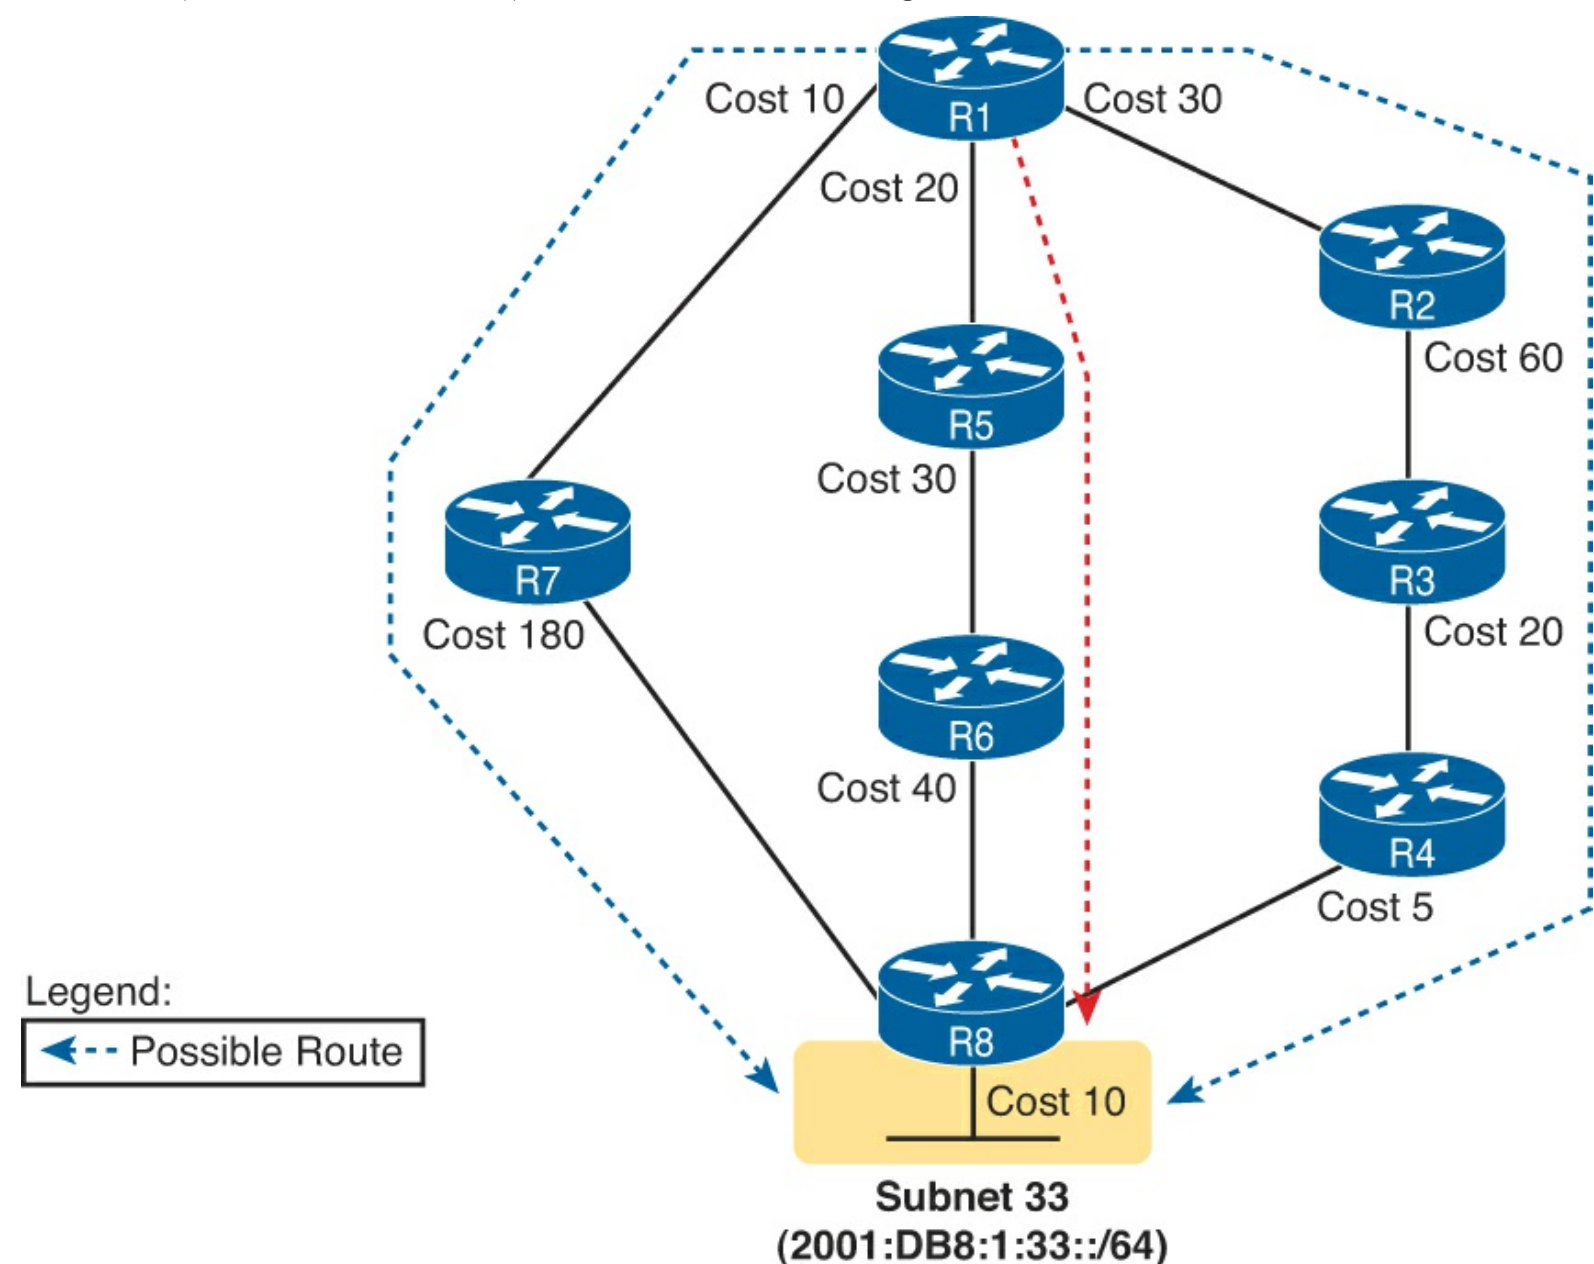 R1
Cost 10
Cost 30
Cost 20
R2
Cost 60
R5
Cost 30
R7
Cost 180
R3
Cost 20
R6
Cost 40
R4
Cost 5
Legend:
Possible Route
R8
Cost 10
Subnet 33
(2001:DB8:1:33::/64)